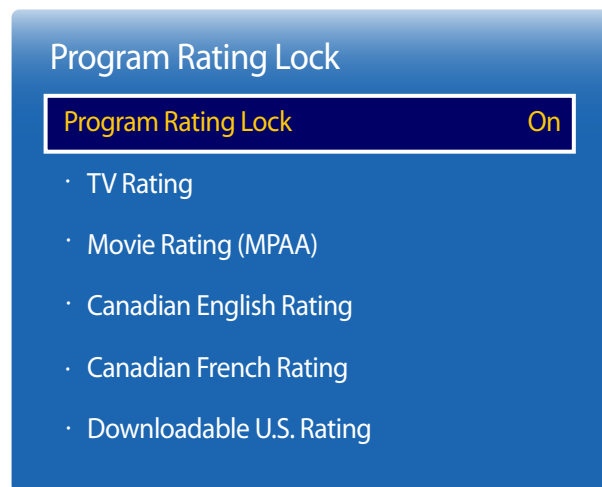 Program Rating Lock
Program Rating Lock On
· TV Rating
· Movie Rating (MPAA)
· Canadian English Rating
· Canadian French Rating
· Downloadable U.S. Rating